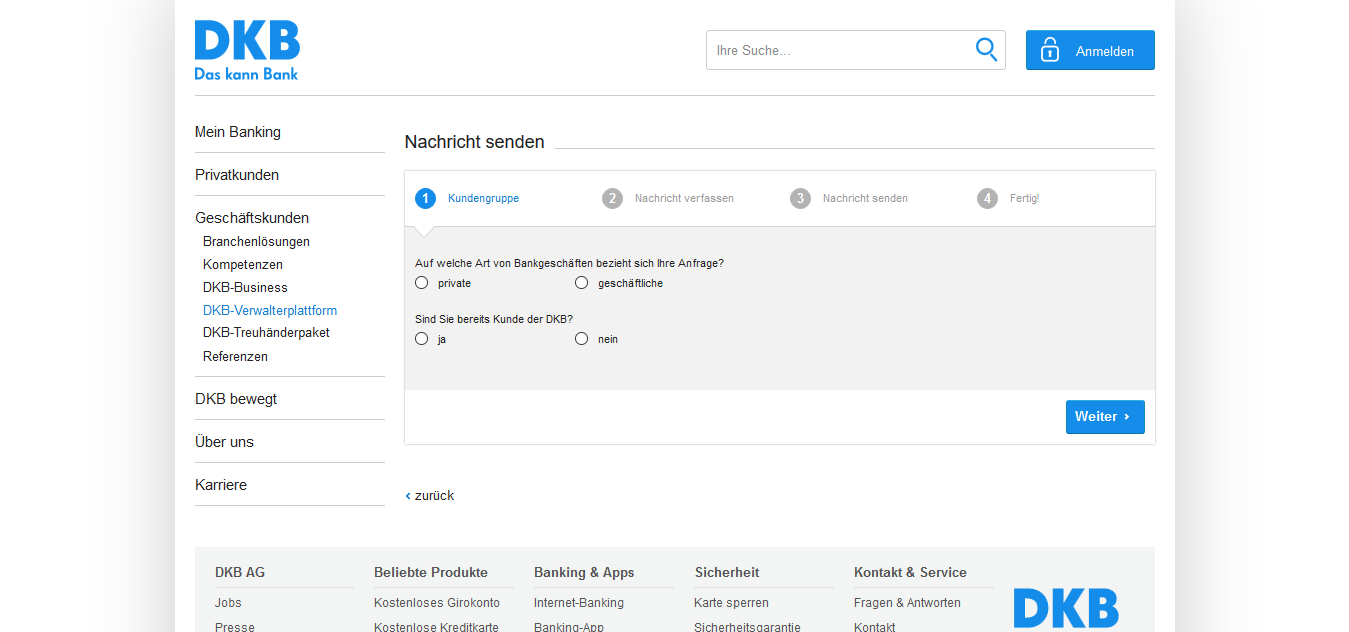 DKB
Das kann Bank
Ihre Suche...
Anmelden
Mein Banking
Privatkunden
Geschäftskunden
Branchenlösungen
Kompetenzen
DKB-Business
DKB-Verwalterplattform
DKB-Treuhänderpaket
Referenzen
DKB bewegt
Über uns
Karriere
Nachricht senden
1 Kundengruppe
2 Nachricht verfassen
3 Nachricht senden
4 Fertig!
Auf welche Art von Bankgeschäften bezieht sich Ihre Anfrage?
private geschäftliche
Sind Sie bereits Kunde der DKB?
ja nein
Weiter ›
‹ zurück
DKB AG
Jobs
Presse
Beliebte Produkte
Kostenloses Girokonto
Kostenlose Kreditkarte
Banking & Apps
Internet-Banking
Banking-App
Sicherheit
Karte sperren
Sicherheitsgarantie
Kontakt & Service
Fragen & Antworten
Kontakt
DKB